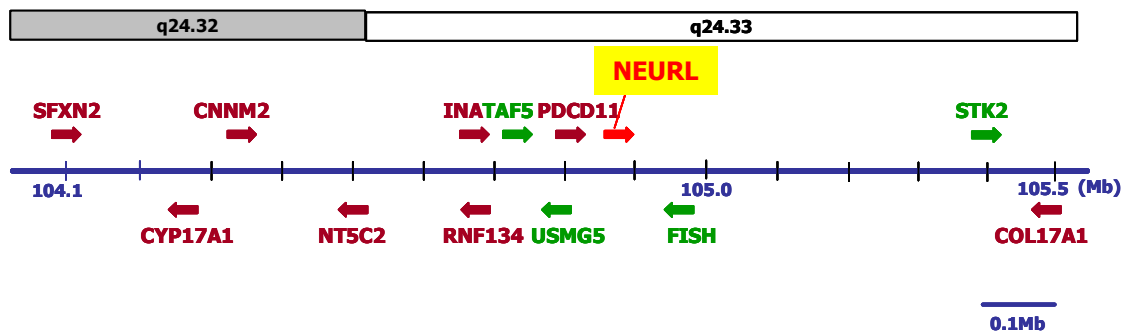 q24.32 q24.33
NEURL
SFXN2 CNNM2 INA TAF5 PDCD11 STK2
104.1 105.0 105.5 (Mb)
CYP17A1 NT5C2 RNF134 USMG5 FISH COL17A1
0.1Mb